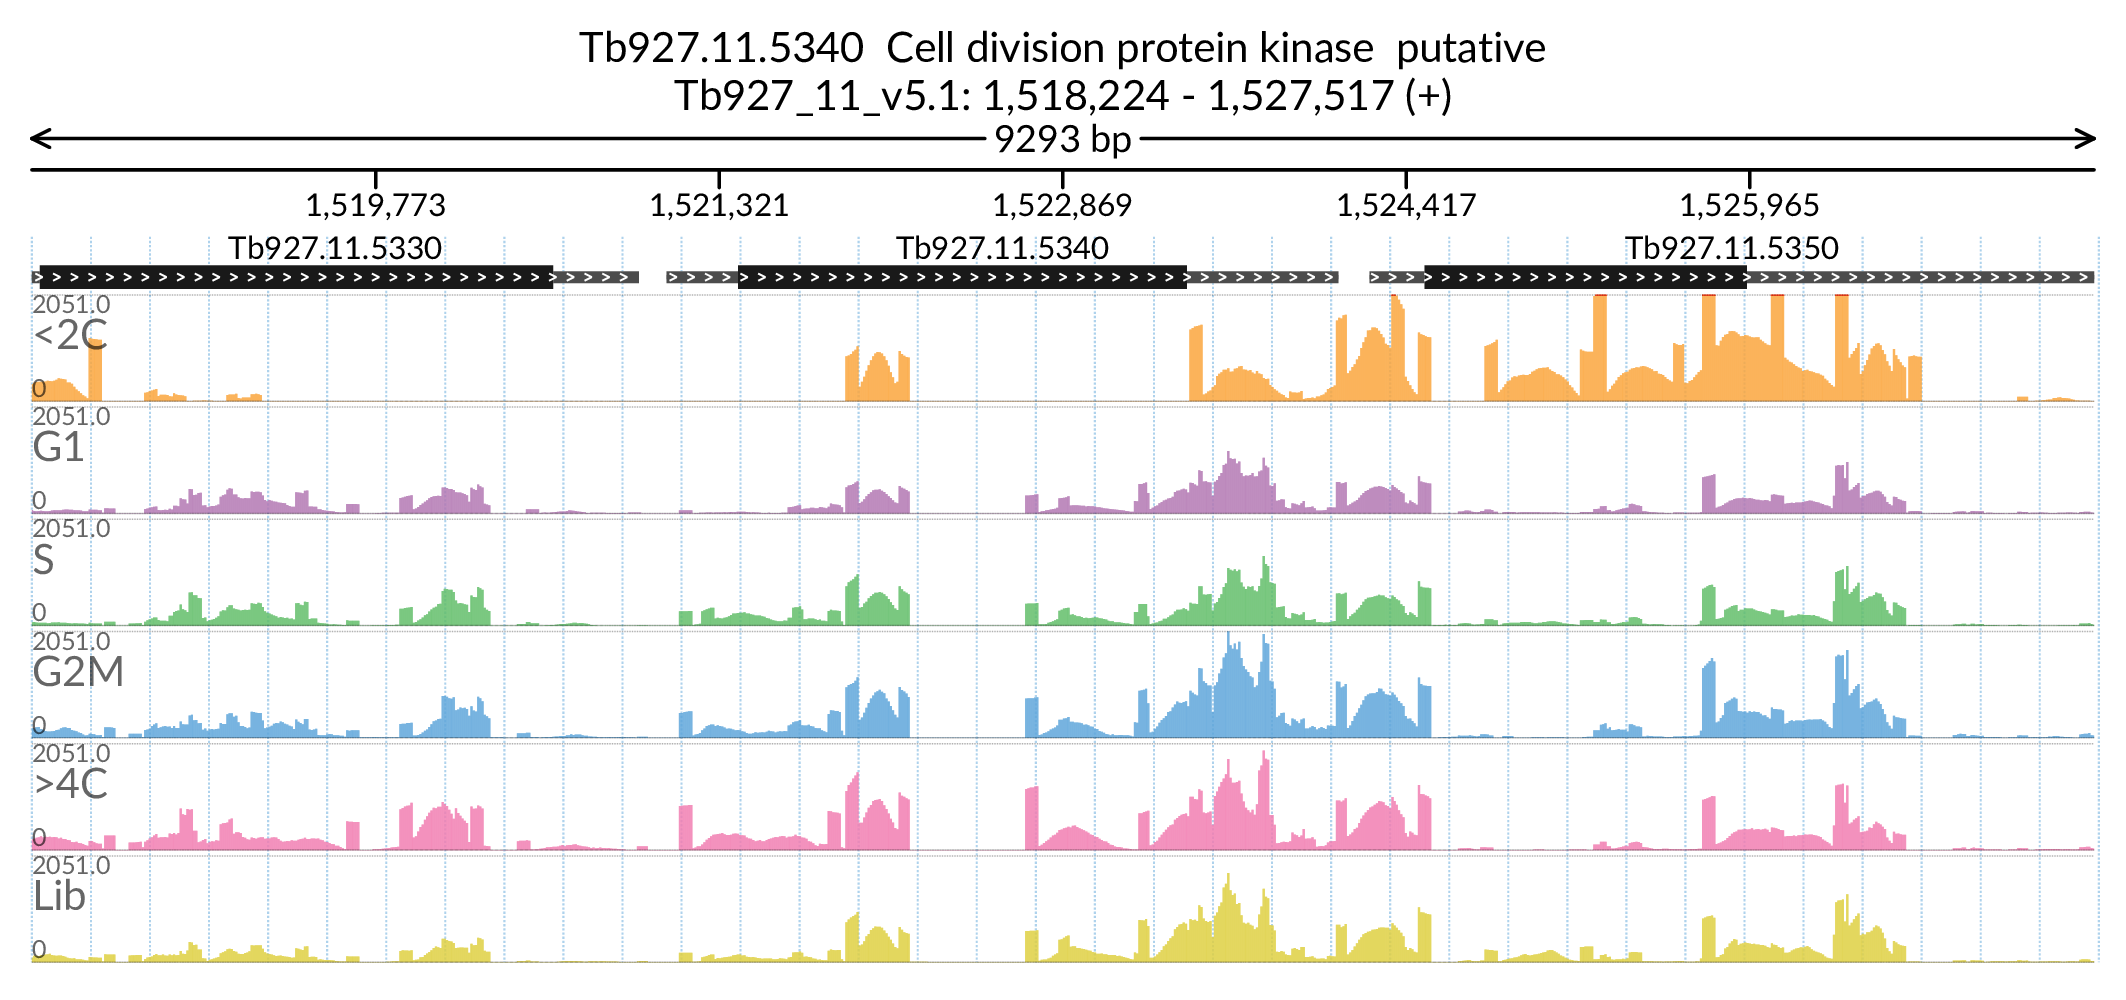 Tb927.11.5340  Cell division protein kinase  putative
Tb927_11_v5.1: 1,518,224 - 1,527,517 (+)
9293 bp
1,519,773 1,521,321 1,522,869 1,524,417 1,525,965
Tb927.11.5330 Tb927.11.5340 Tb927.11.5350
2051.0
<2C
0
2051.0
G1
0
2051.0
S
0
2051.0
G2M
0
2051.0
>4C
0
2051.0
Lib
0